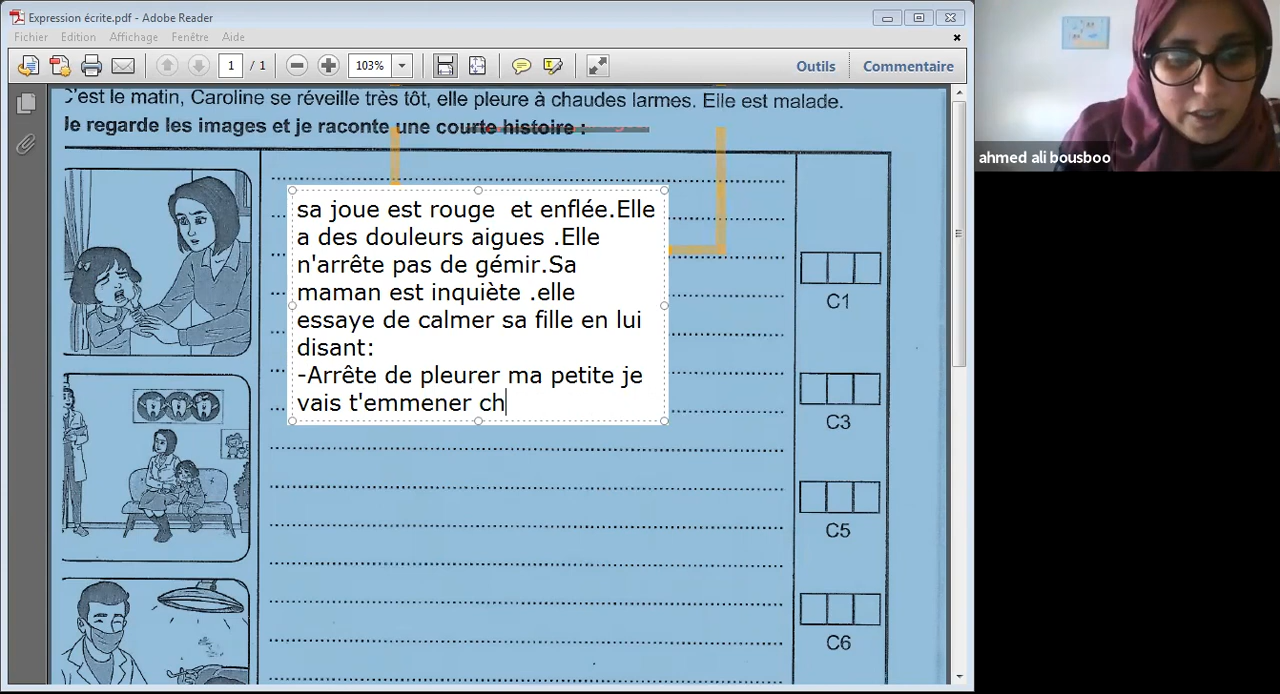 Expression écrite.pdf - Adobe Reader
Fichier Edition Affichage Fenêtre Aide
1 / 1 103% Outils Commentaire
C'est le matin, Caroline se réveille très tôt, elle pleure à chaudes larmes. Elle est malade.
Je regarde les images et je raconte une courte histoire :
sa joue est rouge et enflée.Elle
a des douleurs aigues .Elle
n'arrête pas de gémir.Sa
maman est inquiète .elle
essaye de calmer sa fille en lui
disant:
-Arrête de pleurer ma petite je
vais t'emmener ch
C1
C3
C5
C6
ahmed ali bousboo